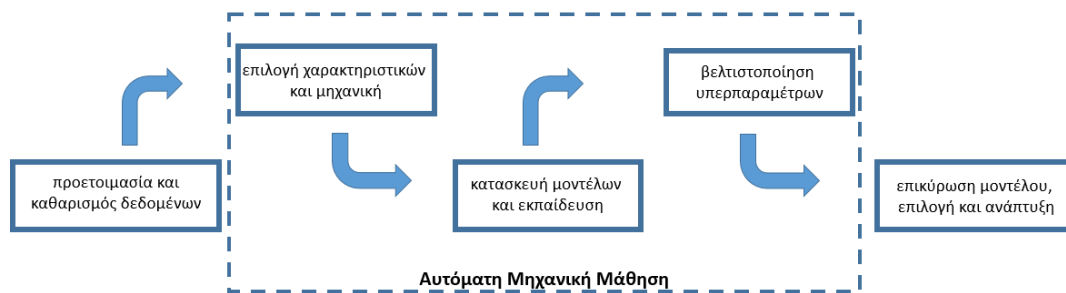 προετοιμασία και
καθαρισμός δεδομένων
επιλογή χαρακτηριστικών
και μηχανική
κατασκευή μοντέλων
και εκπαίδευση
βελτιστοποίηση
υπερπαραμέτρων
επικύρωση μοντέλου,
επιλογή και ανάπτυξη
Αυτόματη Μηχανική Μάθηση